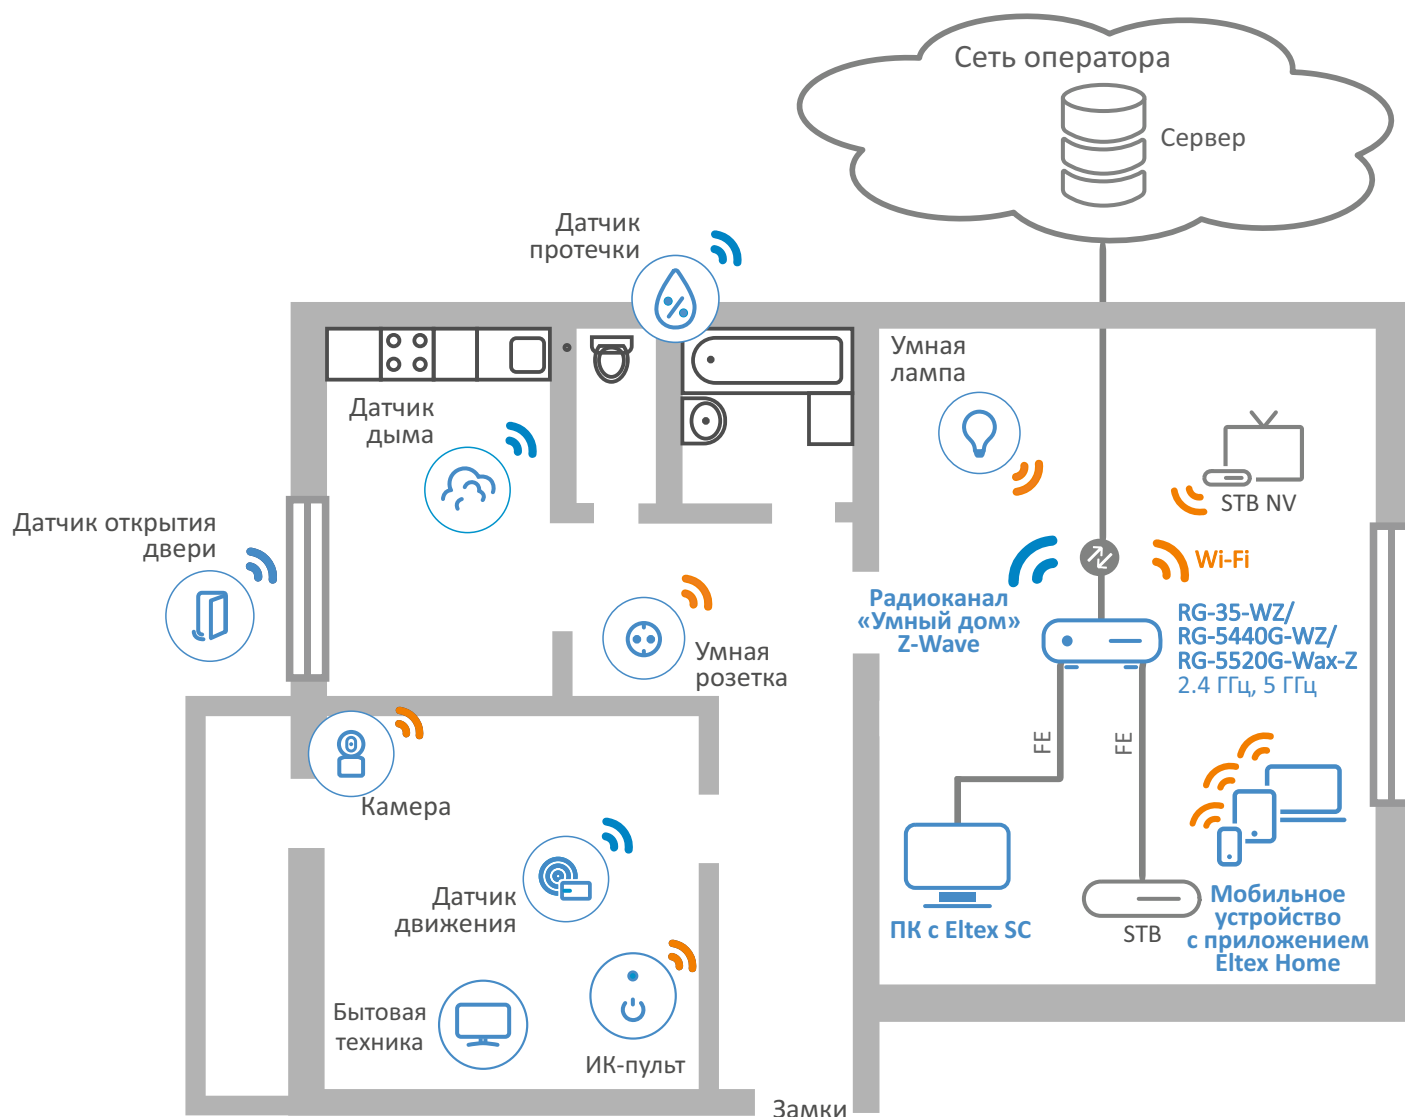 Сеть оператора
Сервер
Датчик
протечки
Умная
лампа
Датчик
дыма
STB NV
Датчик открытия
двери
Wi-Fi
Радиоканал
«Умный дом»
Z-Wave
RG-35-WZ/
RG-5440G-WZ/
RG-5520G-Wax-Z
2.4 ГГц, 5 ГГц
Умная
розетка
FE
FE
Камера
Датчик
движения
ПК с Eltex SC
STB
Мобильное
устройство
с приложением
Eltex Home
Бытовая
техника
ИК-пульт
Замки